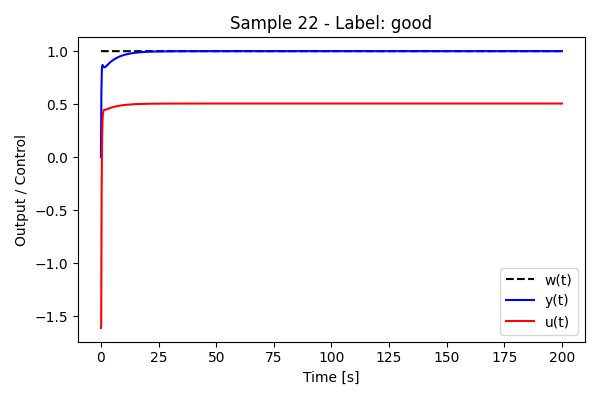 Sample 22 - Label: good
Output / Control
1.0
0.5
0.0
−0.5
−1.0
−1.5
w(t)
y(t)
u(t)
0 25 50 75 100 125 150 175 200
Time [s]